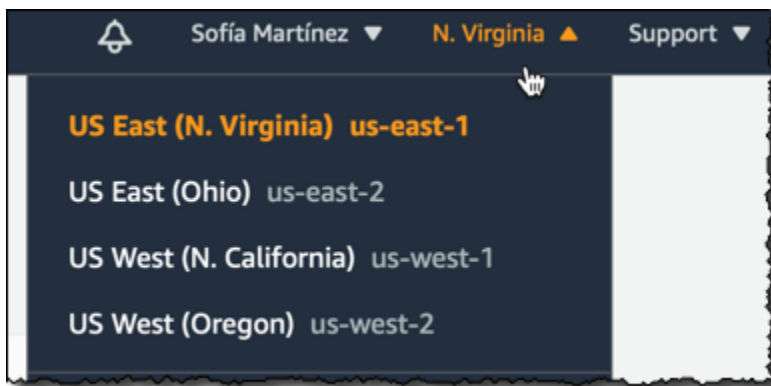 Sofía Martínez ▼ N. Virginia ▲ Support ▼
US East (N. Virginia) us-east-1
US East (Ohio) us-east-2
US West (N. California) us-west-1
US West (Oregon) us-west-2